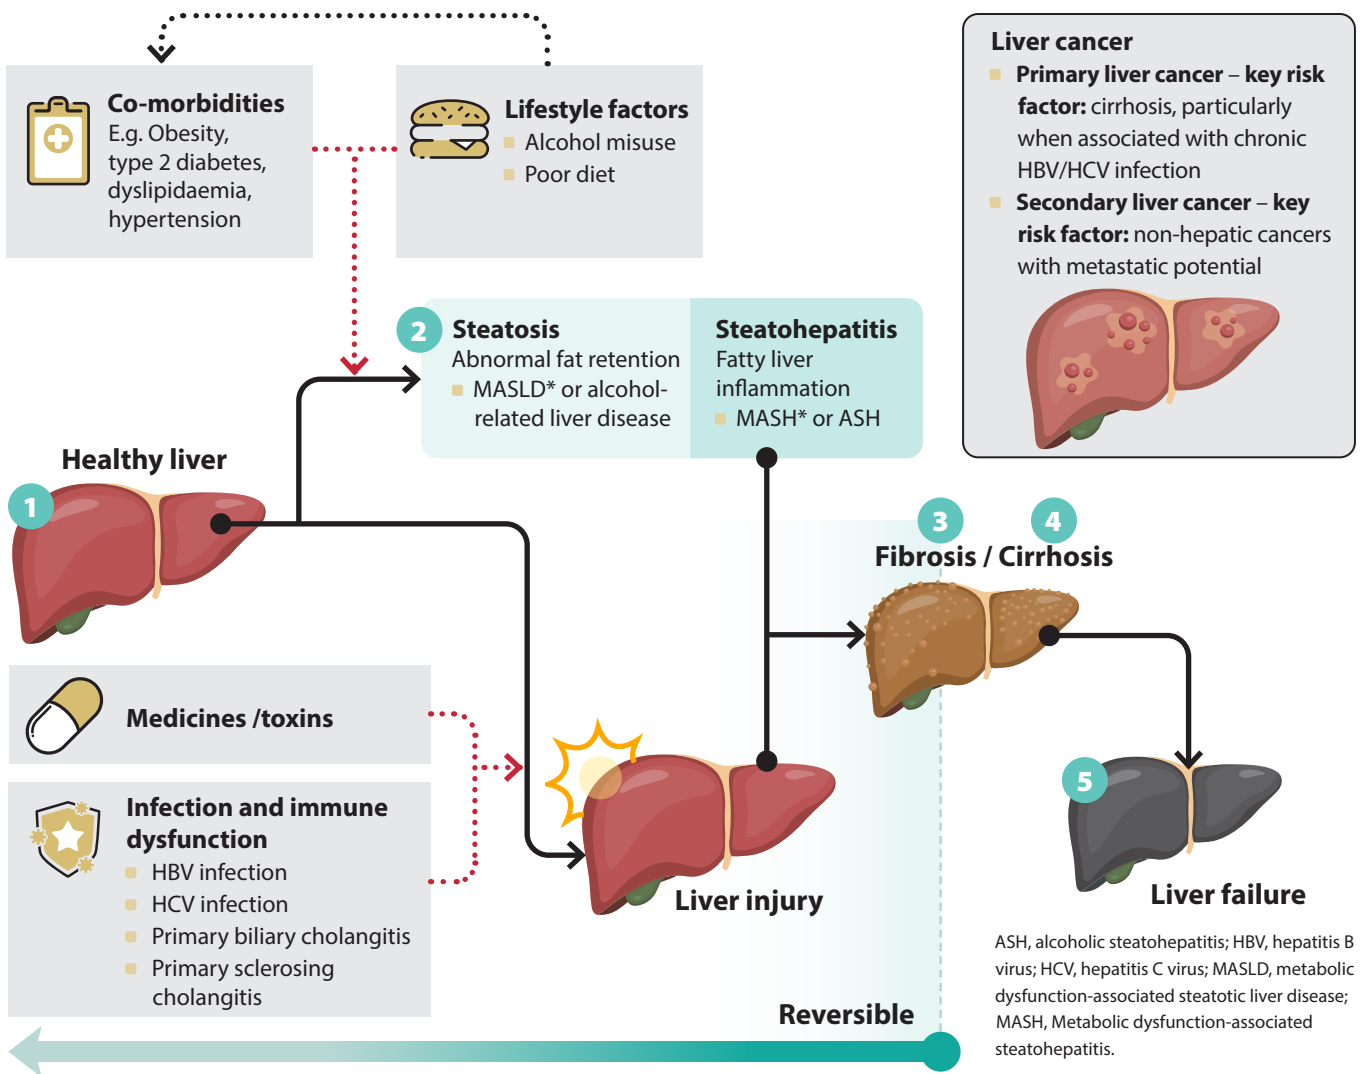 Co-morbidities
E.g. Obesity,
type 2 diabetes,
dyslipidaemia,
hypertension
Lifestyle factors
Alcohol misuse
Poor diet
Liver cancer
Primary liver cancer – key risk
factor: cirrhosis, particularly
when associated with chronic
HBV/HCV infection
Secondary liver cancer – key
risk factor: non-hepatic cancers
with metastatic potential
2
Steatosis
Abnormal fat retention
MASLD* or alcohol-
related liver disease
Steatohepatitis
Fatty liver
inflammation
MASH* or ASH
Healthy liver
1
3
4
Fibrosis / Cirrhosis
Medicines /toxins
Infection and immune
dysfunction
HBV infection
HCV infection
Primary biliary cholangitis
Primary sclerosing
cholangitis
Liver injury
5
Liver failure
Reversible
ASH, alcoholic steatohepatitis; HBV, hepatitis B
virus; HCV, hepatitis C virus; MASLD, metabolic
dysfunction-associated steatotic liver disease;
MASH, Metabolic dysfunction-associated
steatohepatitis.